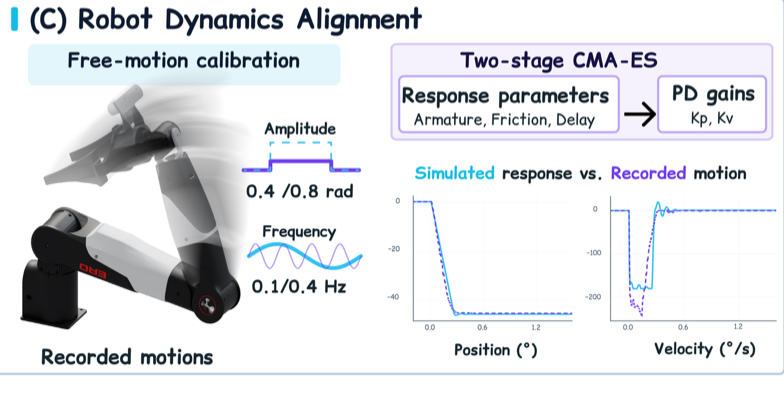 (C) Robot Dynamics Alignment
Free-motion calibration
Two-stage CMA-ES
Response parameters
Armature, Friction, Delay
PD gains
Kp, Kv
Amplitude
0.4 /0.8 rad
Frequency
0.1/0.4 Hz
Recorded motions
Simulated response vs. Recorded motion
0
-20
-40
0.0 0.6 1.2
Position (°)
0
-100
-200
0.0 0.6 1.2
Velocity (°/s)